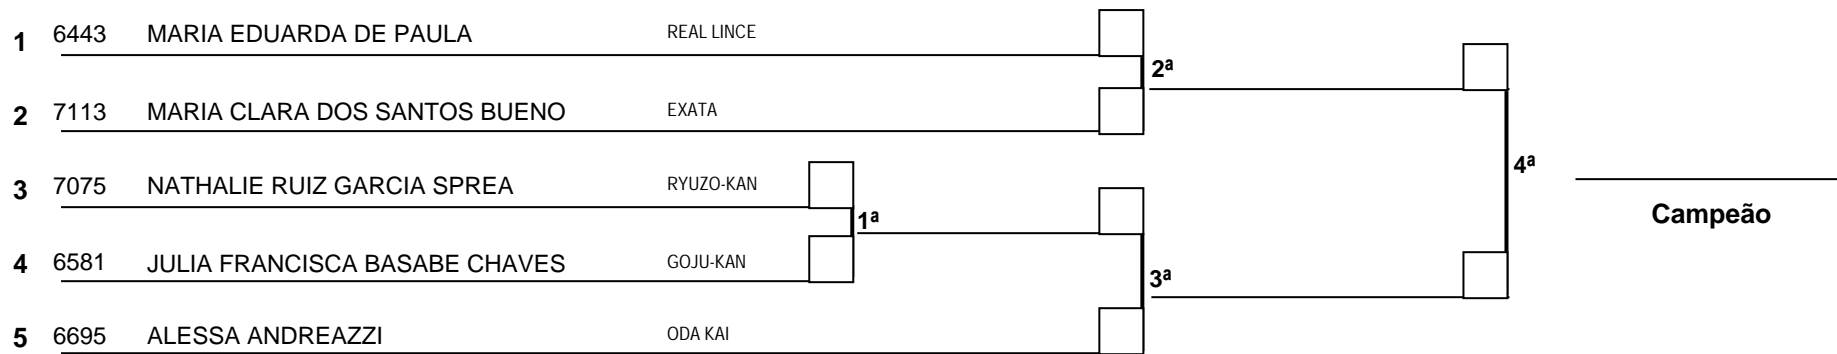 1 6443 MARIA EDUARDA DE PAULA REAL LINCE
2ª
2 7113 MARIA CLARA DOS SANTOS BUENO EXATA
3 7075 NATHALIE RUIZ GARCIA SPREA RYUZO-KAN
4ª
1ª
Campeão
4 6581 JULIA FRANCISCA BASABE CHAVES GOJU-KAN
3ª
5 6695 ALESSA ANDREAZZI ODA KAI